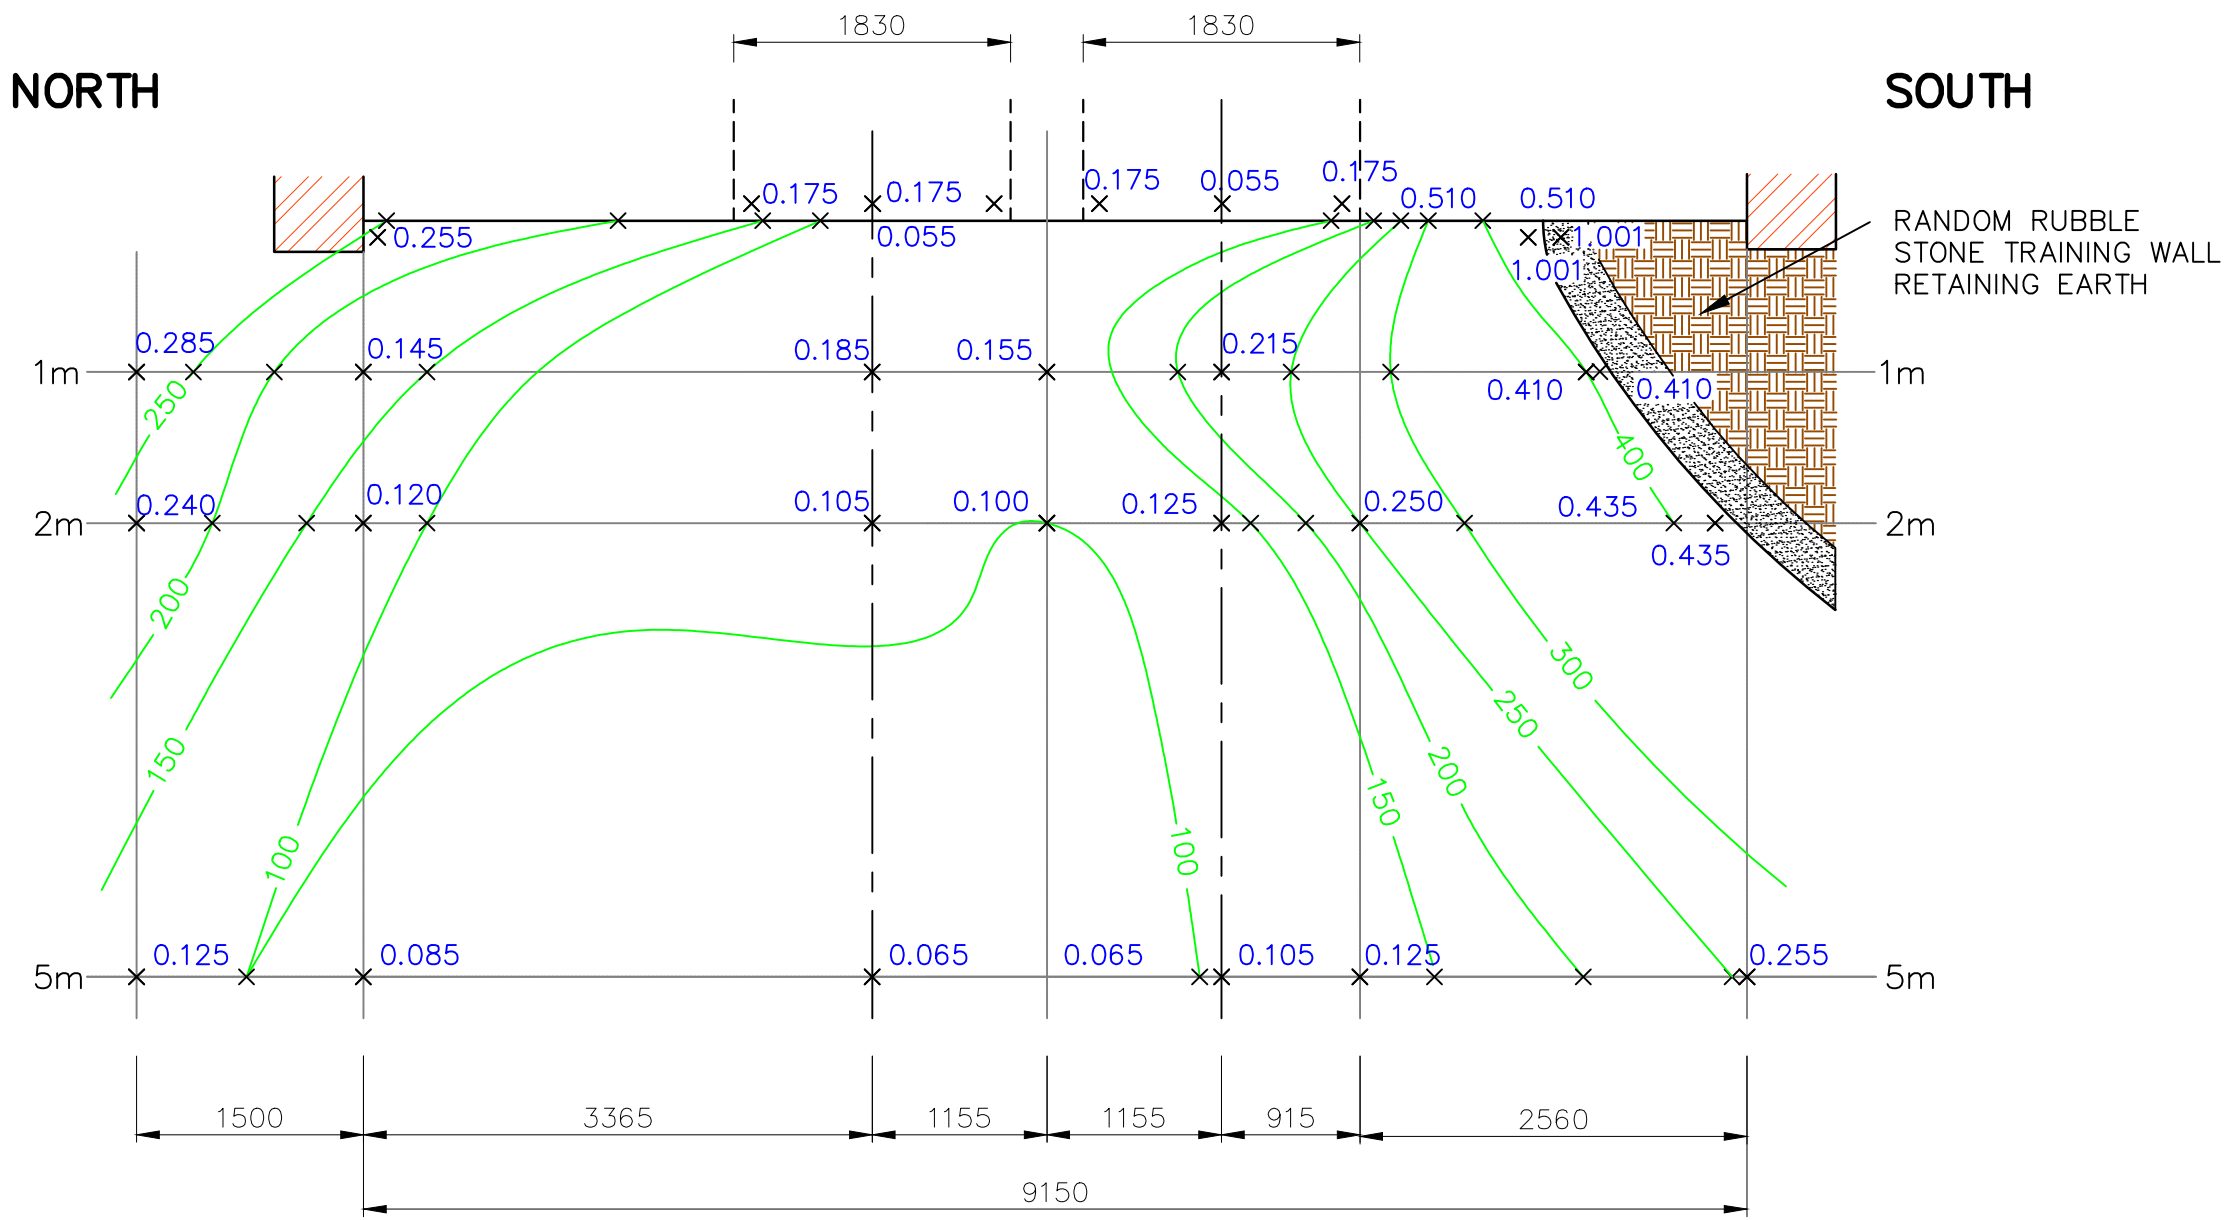 1830 1830
NORTH SOUTH
0.175 0.175 0.175 0.055 0.175 0.510 0.510
0.255 0.055 1.001
1.001
RANDOM RUBBLE
STONE TRAINING WALL
RETAINING EARTH
0.285 0.145 0.185 0.155 0.215
1m 1m
250 0.410 0.410
400
0.240 0.120 0.105 0.100 0.125 0.250 0.435
2m 2m
0.435
200
300
250
150 200
150
100 100
0.125 0.085 0.065 0.065 0.105 0.125 0.255
5m 5m
1500 3365 1155 1155 915 2560
9150